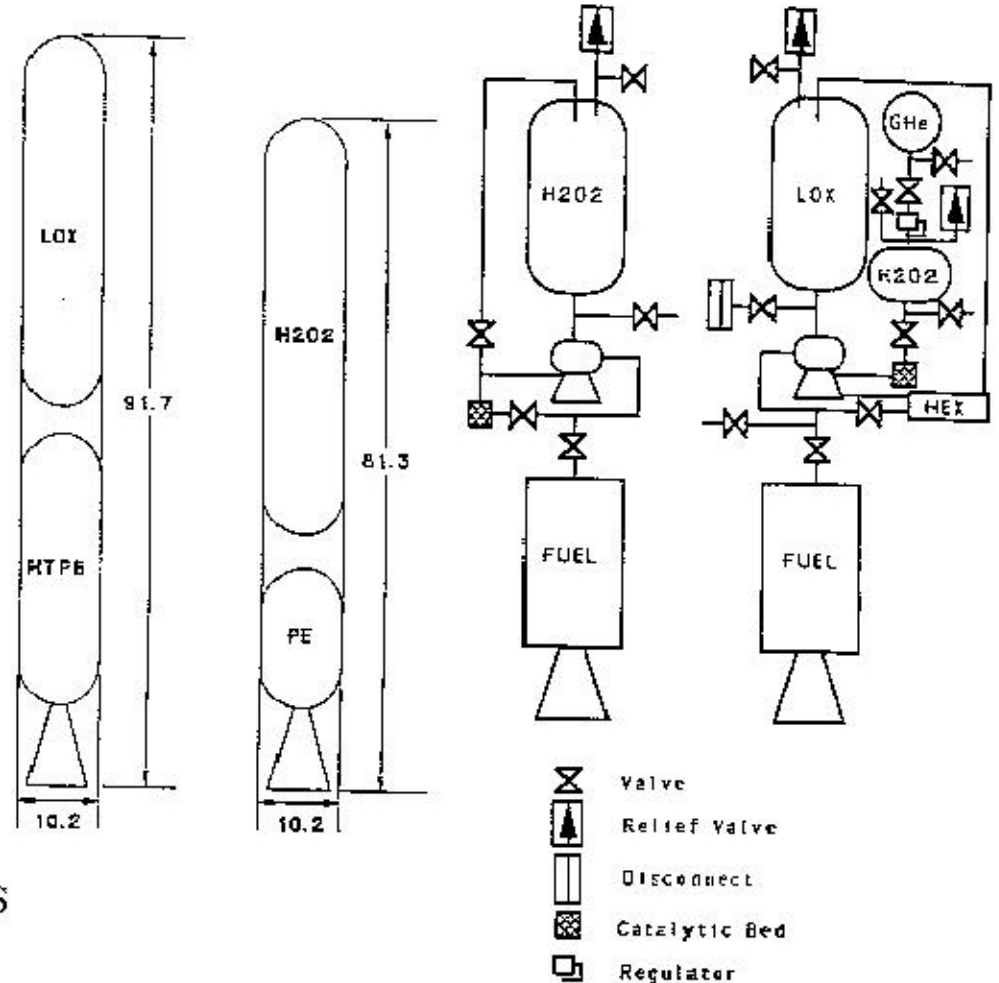 LOX
HTPB
91.7
10.2
H2O2
PE
81.3
10.2
H2O2
FUEL
LOX
GHe
H2O2
HEX
FUEL
Valve
Relief Valve
Disconnect
Catalytic Bed
Regulator